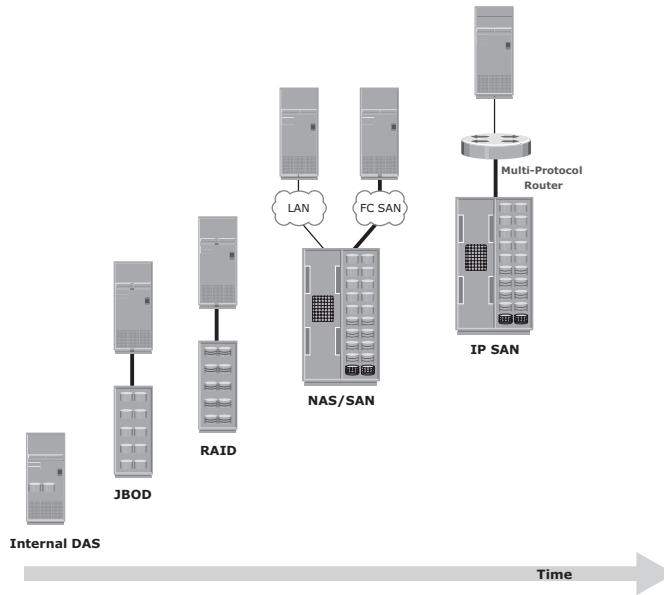 Multi-Protocol
Router
LAN
FC SAN
IP SAN
NAS/SAN
RAID
JBOD
Internal DAS
Time